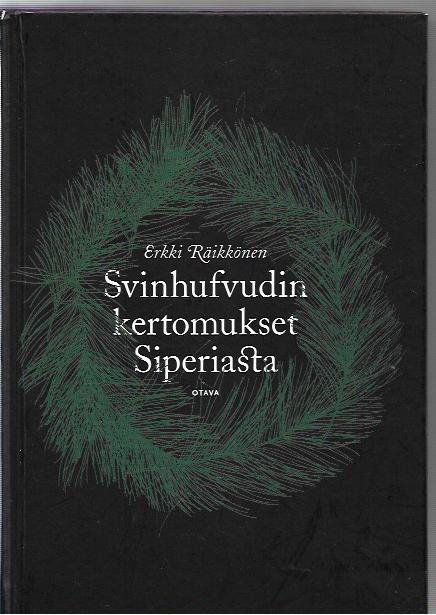 Erkki Räikkönen
Svinhufvudin
kertomukset
Siperiasta
OTAVA